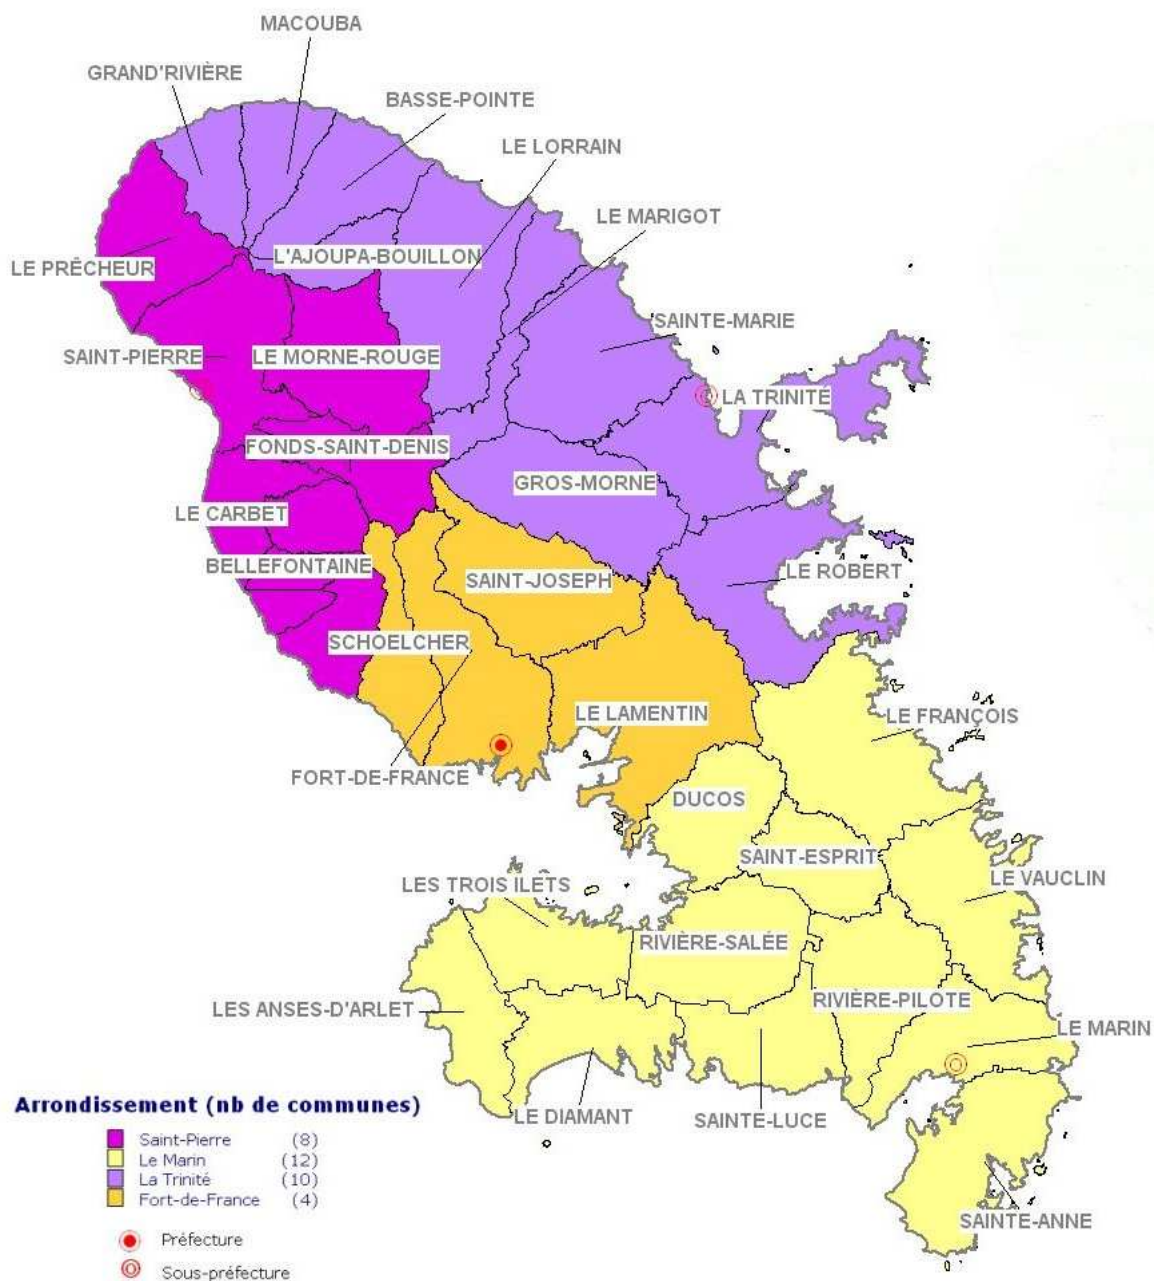 MACOUBA
GRAND'RIVIÈRE
BASSE-POINTE
LE LORRAIN
LE MARIGOT
L'AJOUPA-BOUILLON
LE PRÊCHEUR
SAINTE-MARIE
SAINT-PIERRE
LE MORNE-ROUGE
LA TRINITÉ
FONDS-SAINT-DENIS
GROS-MORNE
LE CARBET
BELLEFONTAINE
SAINT-JOSEPH
LE ROBERT
SCHOELCHER
LE LAMENTIN
LE FRANÇOIS
FORT-DE-FRANCE
DUCOS
SAINT-ESPRIT
LES TROIS ILETS
LE VAUCLIN
RIVIÈRE-SALÉE
RIVIÈRE-PILOTE
LES ANSES-D'ARLET
LE MARIN
LE DIAMANT
SAINTE-LUCE
SAINTE-ANNE
Arrondissement (nb de communes)
Saint-Pierre (8)
Le Marin (12)
La Trinité (10)
Fort-de-France (4)
Préfecture
Sous-préfecture